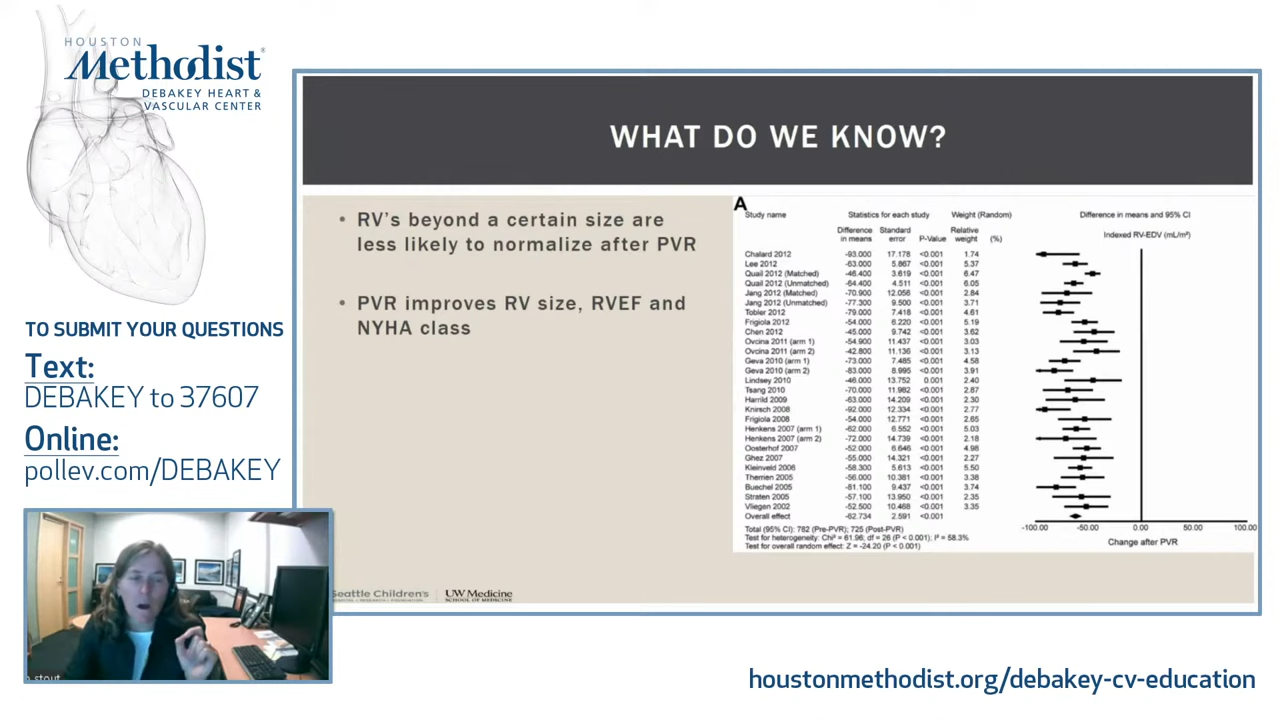 HOUSTON
Methodist
DEBAKEY HEART &
VASCULAR CENTER
TO SUBMIT YOUR QUESTIONS
Text:
DEBAKEY to 37607
Online:
pollev.com/DEBAKEY
WHAT DO WE KNOW?
• RV's beyond a certain size are
less likely to normalize after PVR
• PVR improves RV size, RVEF and
NYHA class
A
Study name Statistics for each study Weight (Random) Difference in means and 95% CI
Difference in means Standard error P-Value Relative weight (%) Indexed RV-EDV (mL/m²)
Chalard 2012 -93.000 17.178 <0.001 1.74
Lee 2012 -63.000 5.867 <0.001 5.37
Quail 2012 (Matched) -46.400 3.619 <0.001 6.47
Quail 2012 (Unmatched) -64.400 4.511 <0.001 6.05
Jang 2012 (Matched) -70.900 12.056 <0.001 2.84
Jang 2012 (Unmatched) -77.300 9.500 <0.001 3.71
Tobler 2012 -79.000 7.418 <0.001 4.61
Frigiola 2012 -54.000 6.220 <0.001 5.19
Chen 2012 -45.000 9.742 <0.001 3.62
Ovcina 2011 (arm 1) -54.900 11.437 <0.001 3.03
Ovcina 2011 (arm 2) -42.800 11.136 <0.001 3.13
Geva 2010 (arm 1) -73.000 7.485 <0.001 4.58
Geva 2010 (arm 2) -83.000 8.995 <0.001 3.91
Lindsey 2010 -46.000 13.752 <0.001 2.40
Tsang 2010 -70.000 11.982 <0.001 2.87
Harrild 2009 -63.000 14.209 <0.001 2.30
Knirsch 2008 -92.000 12.334 <0.001 2.77
Frigiola 2008 -54.000 12.771 <0.001 2.65
Henkens 2007 (arm 1) -62.000 6.552 <0.001 5.03
Henkens 2007 (arm 2) -72.000 14.739 <0.001 2.18
Oosterhof 2007 -52.000 6.646 <0.001 4.98
Ghez 2007 -55.000 14.321 <0.001 2.27
Kleinveld 2006 -58.300 5.613 <0.001 5.50
Therrien 2005 -56.000 10.381 <0.001 3.38
Buechel 2005 -81.100 9.437 <0.001 3.74
Straten 2005 -57.100 13.950 <0.001 2.35
Vliegen 2002 -52.500 10.468 <0.001 3.35
Overall effect -62.734 2.591 <0.001
-100.00 -50.00 0.00 50.00 100.00
Total (95% CI): 782 (Pre-PVR); 725 (Post-PVR)
Test for heterogeneity: Chi² = 61.96; df = 26 (P < 0.001); I² = 58.3%
Test for overall random effect: Z = -24.20 (P < 0.001)
Change after PVR
Seattle Children's
UW Medicine
SCHOOL OF MEDICINE
stout
houstonmethodist.org/debakey-cv-education